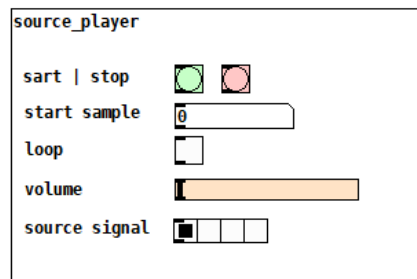 source_player
sart | stop
start sample
0
loop
volume
source signal